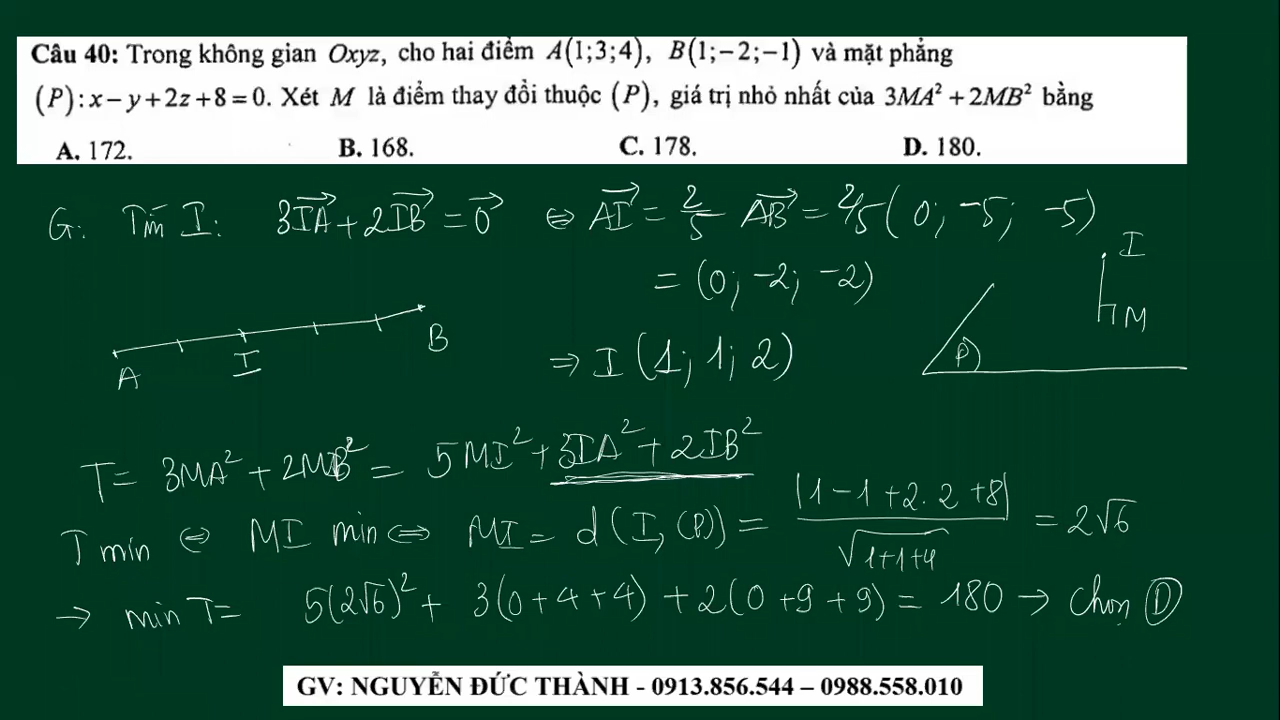 Câu 40: Trong không gian Oxyz, cho hai điểm A(1;3;4), B(1;−2;−1) và mặt phẳng
(P): x − y + 2z + 8 = 0. Xét M là điểm thay đổi thuộc (P), giá trị nhỏ nhất của 3MA² + 2MB² bằng
A. 172. B. 168. C. 178. D. 180.
G: Tìm I: 3IA⃗ + 2IB⃗ = 0⃗ ⇔ AI⃗ = 2/5 AB⃗ = 2/5 (0; −5; −5)
= (0; −2; −2)
⇒ I (1; 1; 2)
A I B
I
M
P)
T = 3MA² + 2MB² = 5MI² + 3IA² + 2IB²
T min ⇔ MI min ⇔ MI = d(I, (P)) = |1 − 1 + 2.2 + 8| / √1+1+4 = 2√6
→ min T = 5(2√6)² + 3(0+4+4) + 2(0+9+9) = 180 → Chọn D
GV: NGUYỄN ĐỨC THÀNH - 0913.856.544 – 0988.558.010